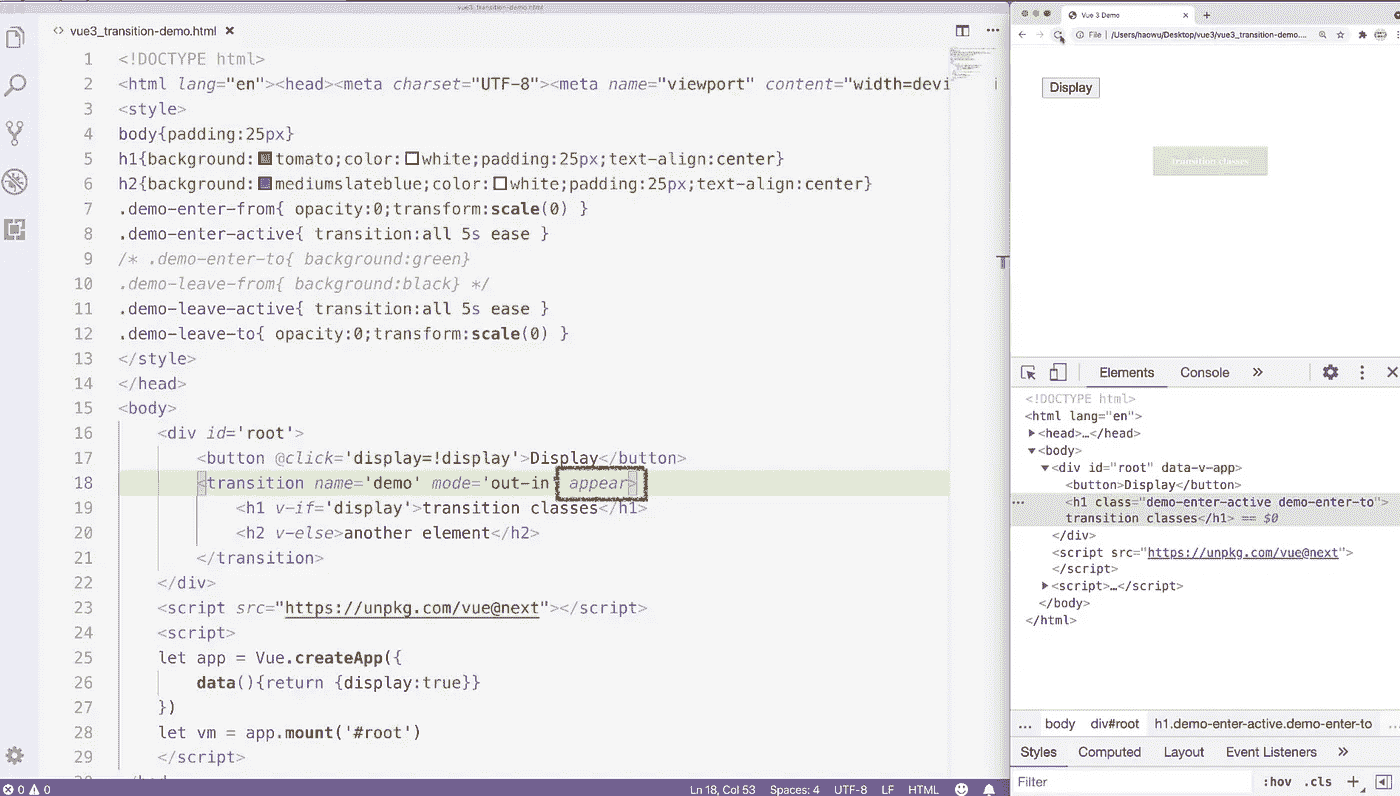 vue3_transition-demo.html
<> vue3_transition-demo.html ×
1 <!DOCTYPE html>
2 <html lang="en"><head><meta charset="UTF-8"><meta name="viewport" content="width=devi
3 <style>
4 body{padding:25px}
5 h1{background:tomato;color:white;padding:25px;text-align:center}
6 h2{background:mediumslateblue;color:white;padding:25px;text-align:center}
7 .demo-enter-from{ opacity:0;transform:scale(0) }
8 .demo-enter-active{ transition:all 5s ease }
9 /* .demo-enter-to{ background:green}
10 .demo-leave-from{ background:black} */
11 .demo-leave-active{ transition:all 5s ease }
12 .demo-leave-to{ opacity:0;transform:scale(0) }
13 </style>
14 </head>
15 <body>
16 <div id='root'>
17 <button @click='display=!display'>Display</button>
18 <transition name='demo' mode='out-in' appear>
19 <h1 v-if='display'>transition classes</h1>
20 <h2 v-else>another element</h2>
21 </transition>
22 </div>
23 <script src="https://unpkg.com/vue@next"></script>
24 <script>
25 let app = Vue.createApp({
26 data(){return {display:true}}
27 })
28 let vm = app.mount('#root')
29 </script>
0 0
Ln 18, Col 53 Spaces: 4 UTF-8 LF HTML
Vue 3 Demo
File | /Users/haowu/Desktop/vue3/vue3_transition-demo....
Display
transition classes
Elements Console »
<!DOCTYPE html>
<html lang="en">
<head>…</head>
<body>
<div id="root" data-v-app>
<button>Display</button>
… <h1 class="demo-enter-active demo-enter-to">
transition classes</h1> == $0
</div>
<script src="https://unpkg.com/vue@next">
</script>
<script>…</script>
</body>
</html>
… body div#root h1.demo-enter-active.demo-enter-to …
Styles Computed Layout Event Listeners »
Filter :hov .cls +